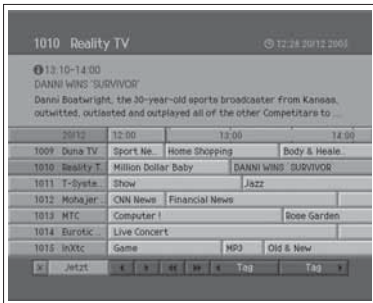 1010 Reality TV 12:28 20/12 2005
13:10-14:00
DANNI WINS 'SURVIVOR'
Danni Boatwright, the 30-year-old sports broadcaster from Kansas,
outwitted, outlasted and outplayed all of the other Competitors to ...
20/12 12:00 13:00 14:00
1009 Duna TV Sport Ne.. Home Shopping Body & Heale..
1010 Reality T. Million Dollar Baby DANNI WINS 'SURVIVOR'
1011 T-Syste... Show Jazz
1012 Mohajer... CNN News Financial News
1013 MTC Computer ! Rose Garden
1014 Eurotic... Live Concert
1015 InXtc Game MP3 Old & New
Jetzt Tag Tag